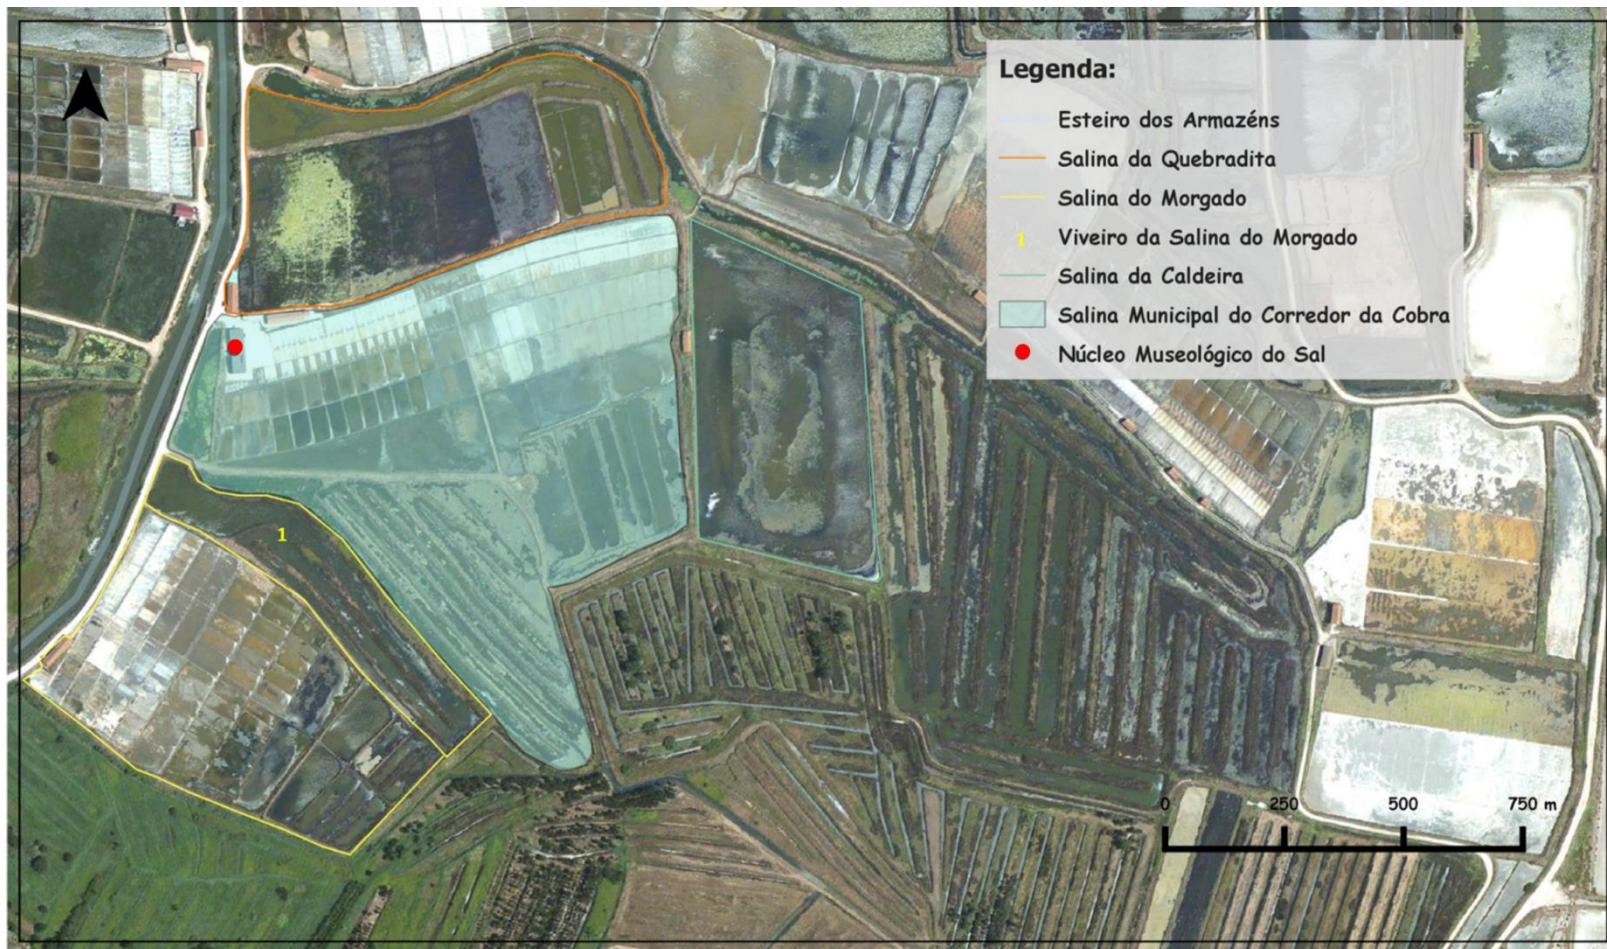 Legenda:
Esteiro dos Armazéns
Salina da Quebradita
Salina do Morgado
1 Viveiro da Salina do Morgado
Salina da Caldeira
Salina Municipal do Corredor da Cobra
Núcleo Museológico do Sal
1
0 250 500 750 m